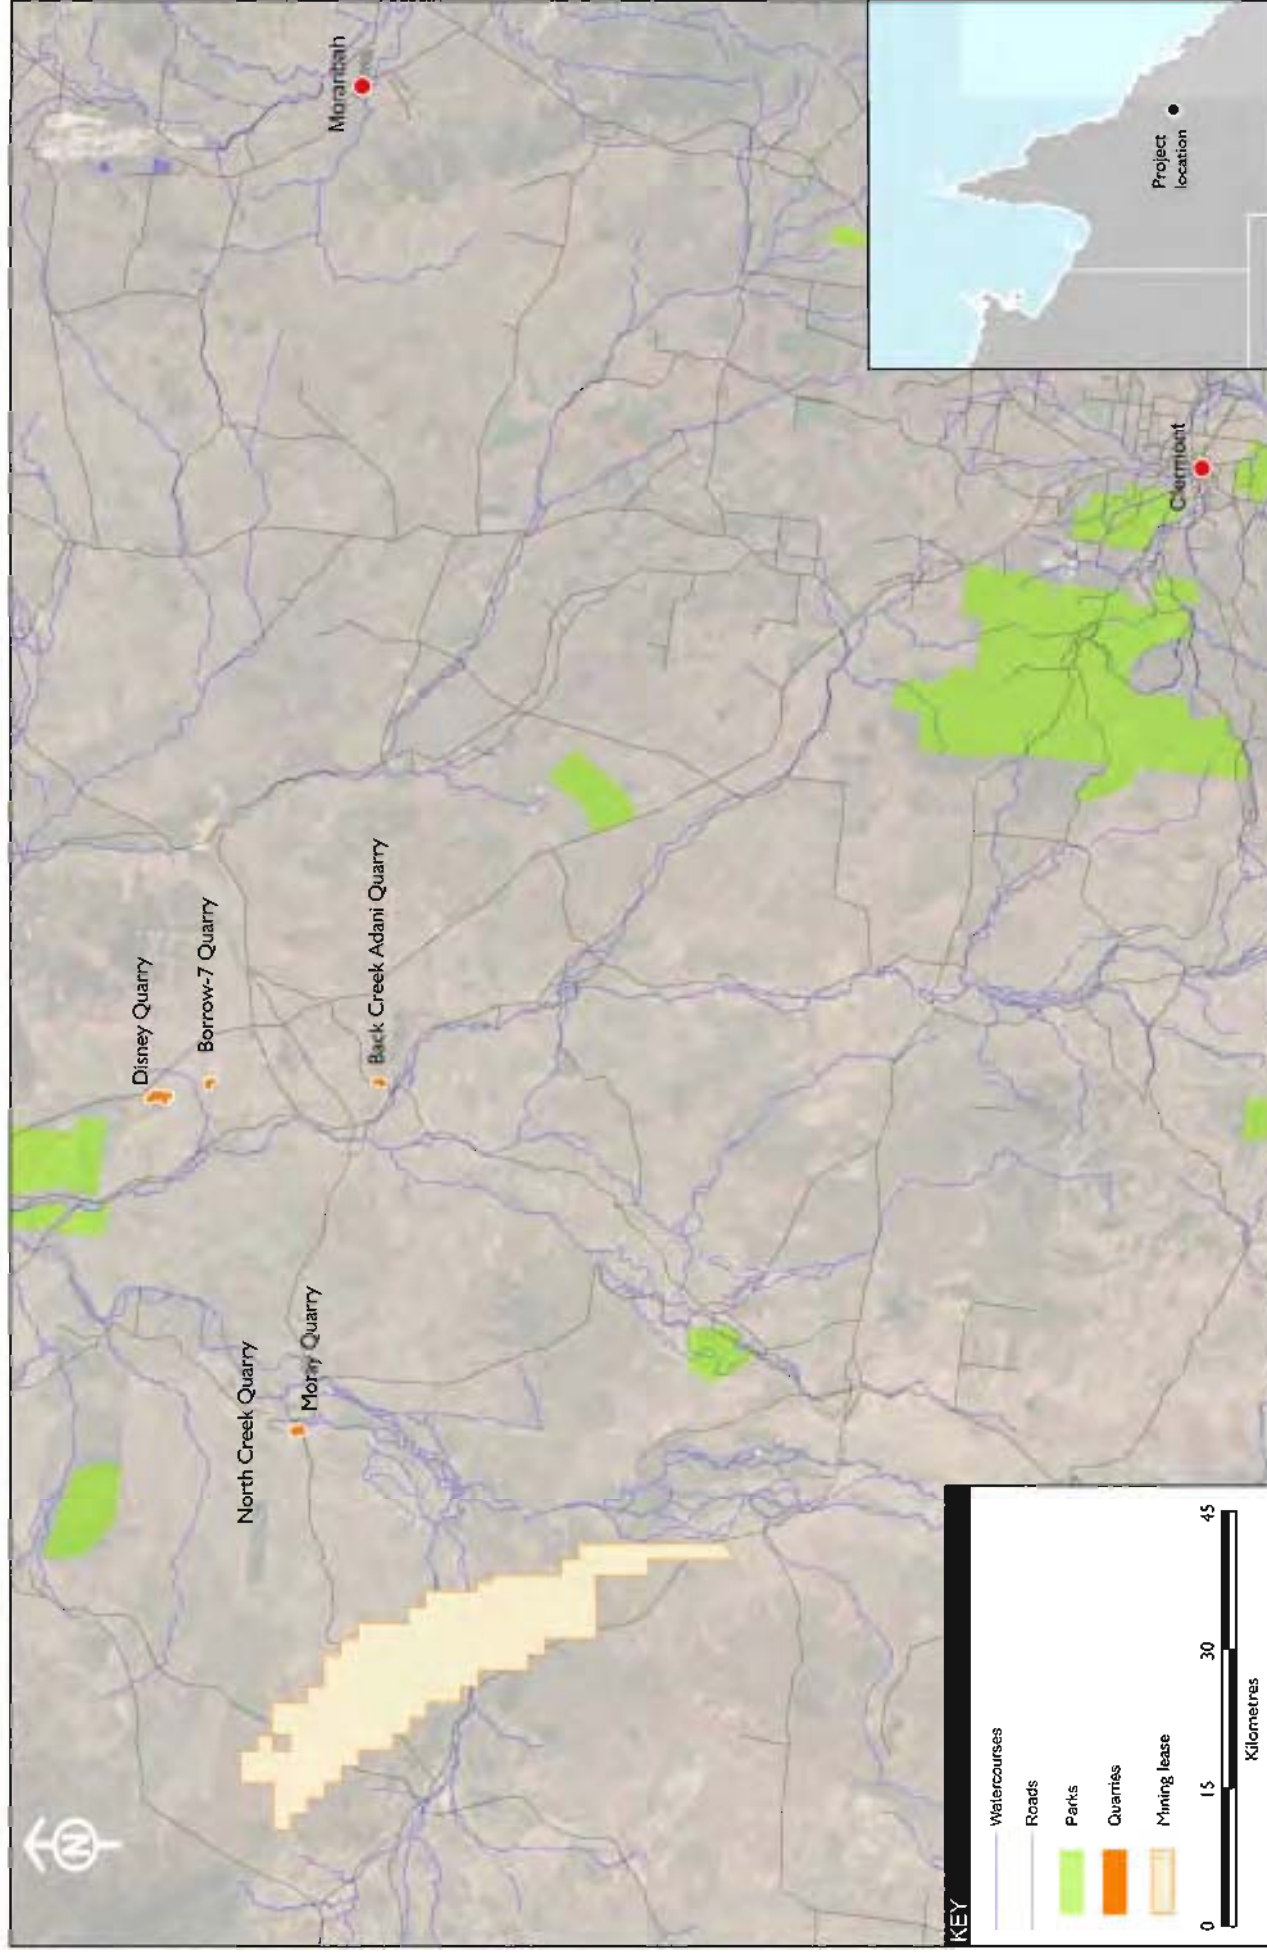 Disney Quarry
Borrow-7 Quarry
Moranbah
North Creek Quarry
Moray Quarry
Back Creek Adani Quarry
Clermont
N
KEY
Watercourses
Roads
Parks
Quarries
Mining lease
0 15 30 45
Kilometres
Project
location